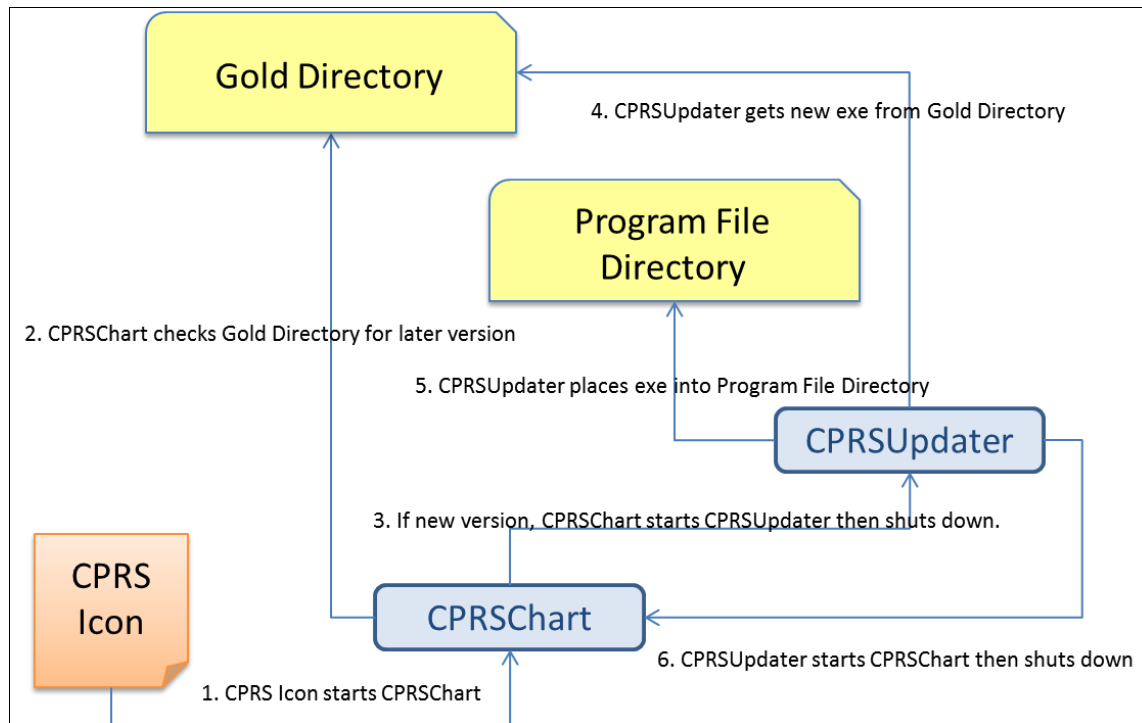 Gold Directory
4. CPRSUpdater gets new exe from Gold Directory
Program File
Directory
2. CPRSChart checks Gold Directory for later version
5. CPRSUpdater places exe into Program File Directory
CPRSUpdater
3. If new version, CPRSChart starts CPRSUpdater then shuts down.
CPRS
Icon
CPRSChart
6. CPRSUpdater starts CPRSChart then shuts down
1. CPRS Icon starts CPRSChart